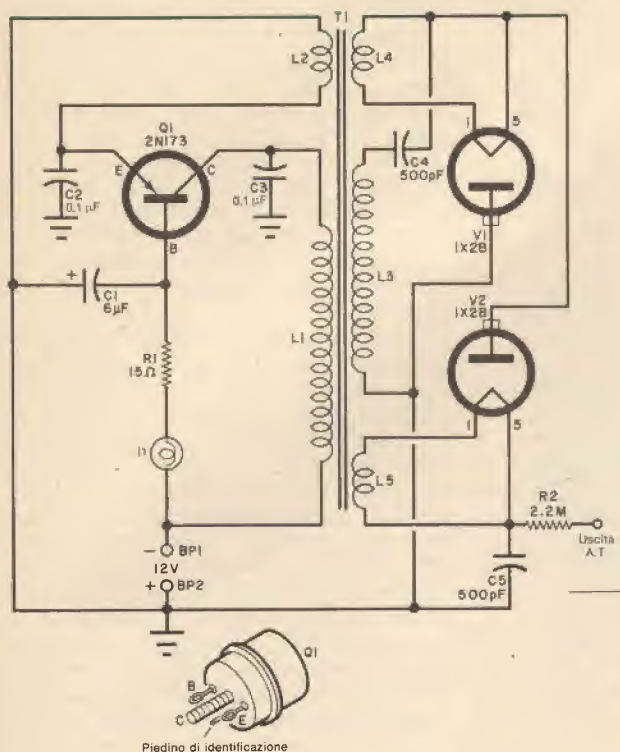 T1
L2
L4
Q1
2N173
1
5
E
C
C4
500pF
C2
0,1 µF
C3
0,1 µF
V1
1X2B
B
L3
V2
1X2B
+
C1
6µF
R1
15Ω
L1
I1
1
5
L5
R2
2.2M
Uscita
A.T
- BP1
12V
+ BP2
C5
500pF
Q1
B
C
E
Piedino di identificazione